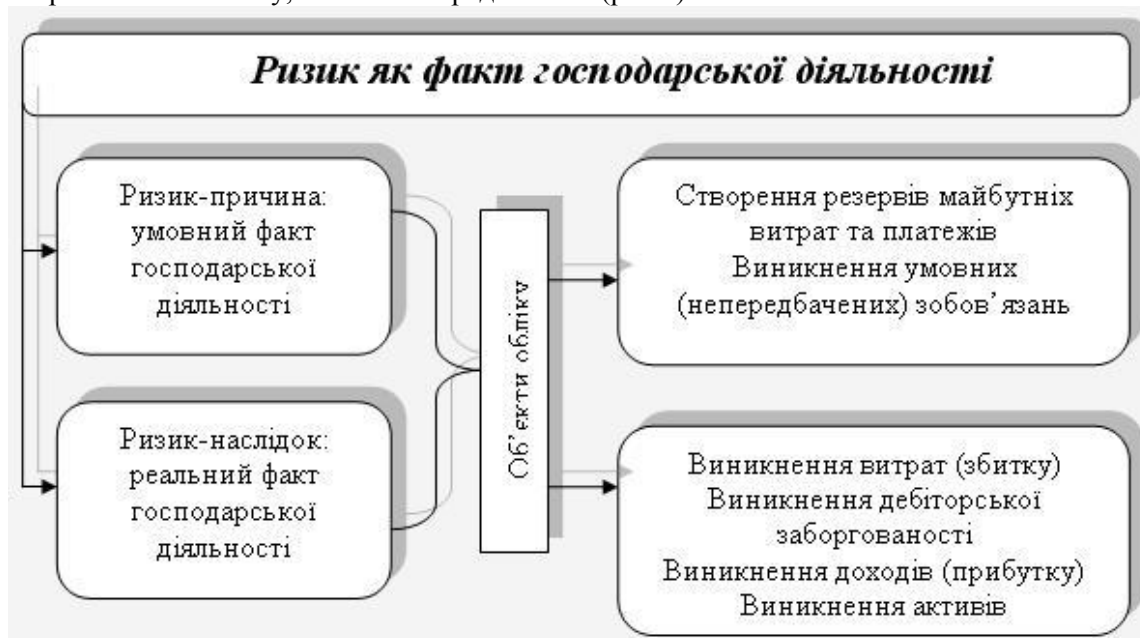 Ризик як факт господарської діяльності
Ризик-причина:
умовний факт
господарської
діяльності
Ризик-наслідок:
реальний факт
господарської
діяльності
Об’єкти обліку
Створення резервів майбутніх
витрат та платежів
Виникнення умовних
(непередбачених) зобов’язань
Виникнення витрат (збитку)
Виникнення дебіторської
заборгованості
Виникнення доходів (прибутку)
Виникнення активів